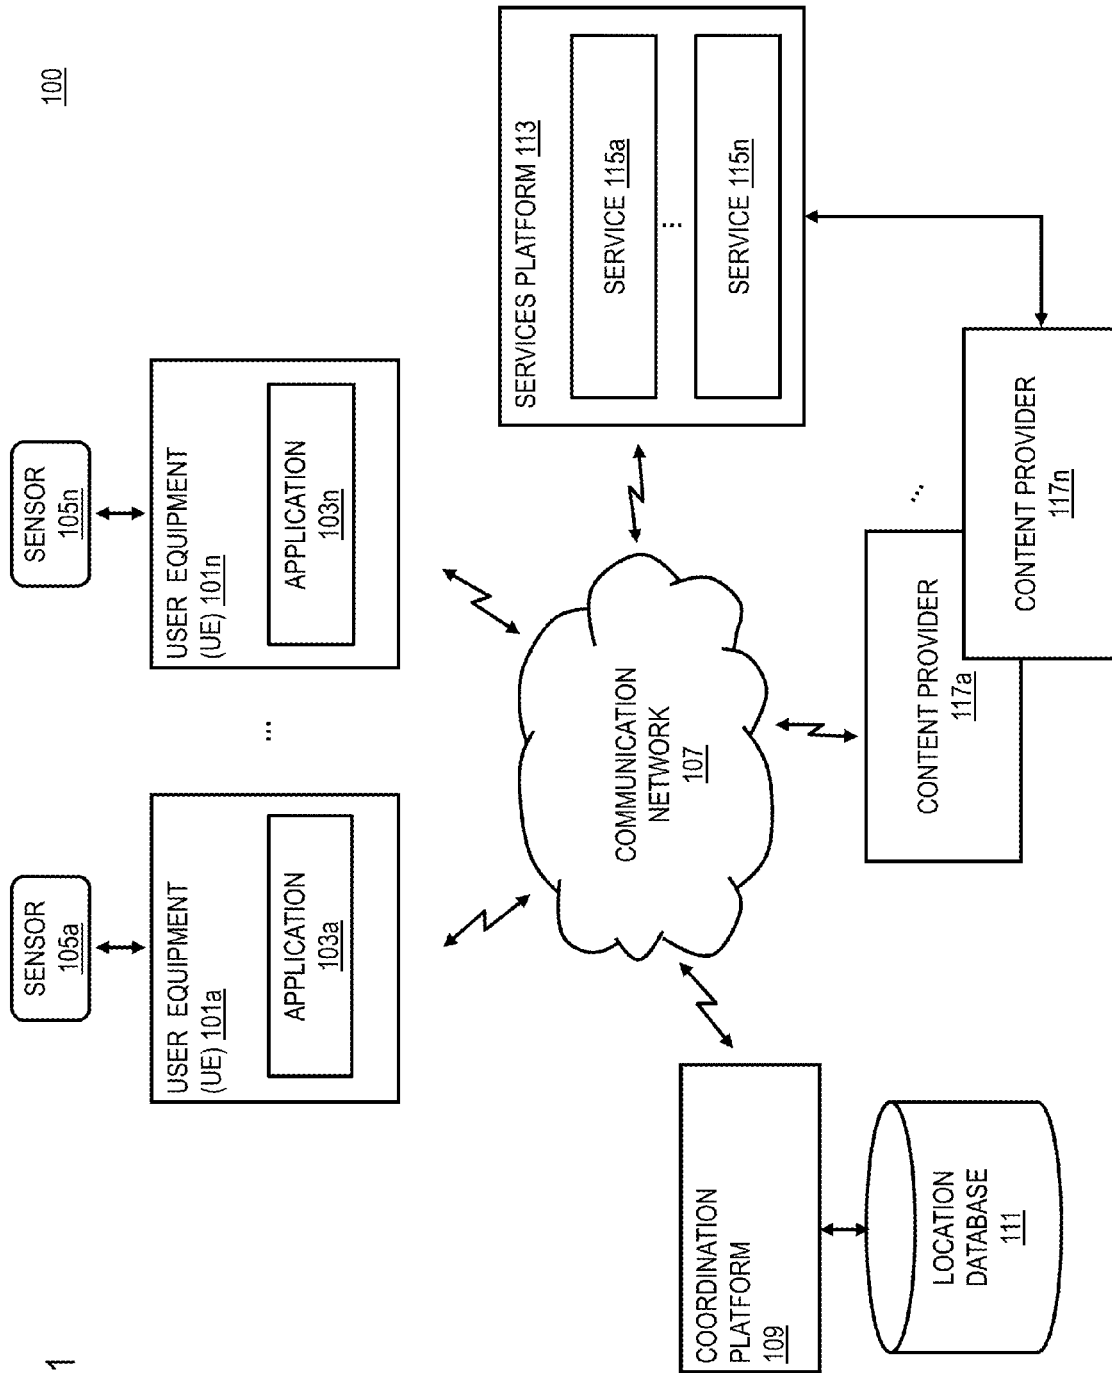 100
SENSOR
105a
SENSOR
105n
USER EQUIPMENT
(UE) 101a
APPLICATION
103a
...
USER EQUIPMENT
(UE) 101n
APPLICATION
103n
SERVICES PLATFORM 113
SERVICE 115a
...
SERVICE 115n
COMMUNICATION
NETWORK
107
COORDINATION
PLATFORM
109
LOCATION
DATABASE
111
CONTENT PROVIDER
117a
...
CONTENT PROVIDER
117n
1